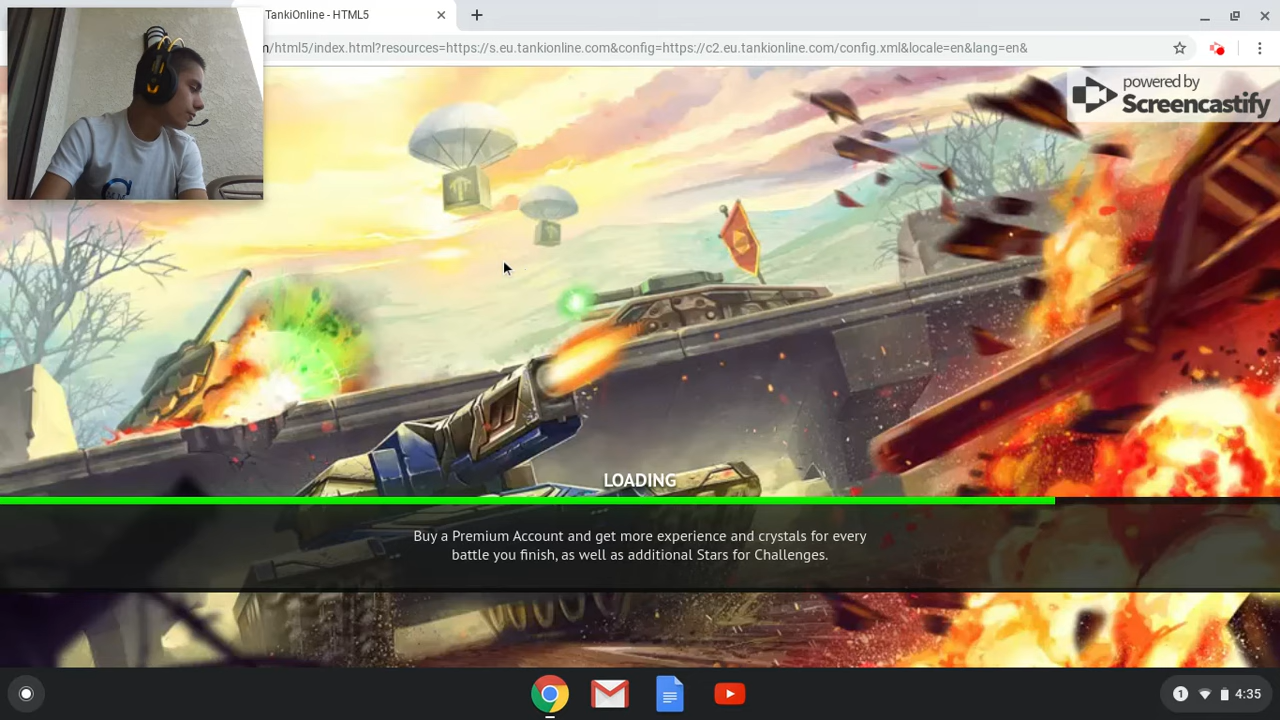 TankiOnline - HTML5
/html5/index.html?resources=https://s.eu.tankionline.com&config=https://c2.eu.tankionline.com/config.xml&locale=en&lang=en&
powered by
Screencastify
LOADING
Buy a Premium Account and get more experience and crystals for every
battle you finish, as well as additional Stars for Challenges.
1
4:35